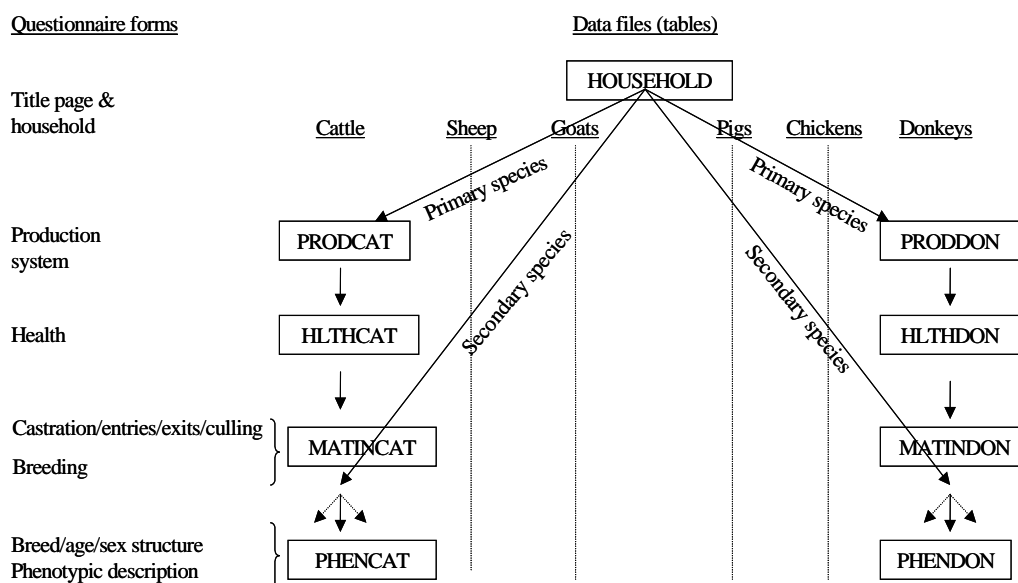 Questionnaire forms
Data files (tables)
HOUSEHOLD
Title page &
household
Cattle
Sheep
Goats
Pigs
Chickens
Donkeys
Primary species
Primary species
Production
system
PRODCAT
PRODDON
Secondary species
Secondary species
Health
HLTHCAT
HLTHDON
Castration/entries/exits/culling
Breeding
MATINCAT
MATINDON
Breed/age/sex structure
Phenotypic description
PHENCAT
PHENDON